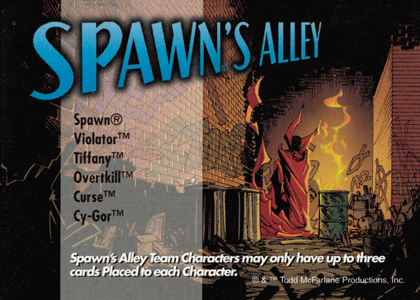 SPAWN'S ALLEY
Spawn®
Violator™
Tiffany™
Overtkill™
Curse™
Cy-Gor™
Spawn's Alley Team Characters may only have up to three
cards Placed to each Character.
® & ™ Todd McFarlane Productions, Inc.